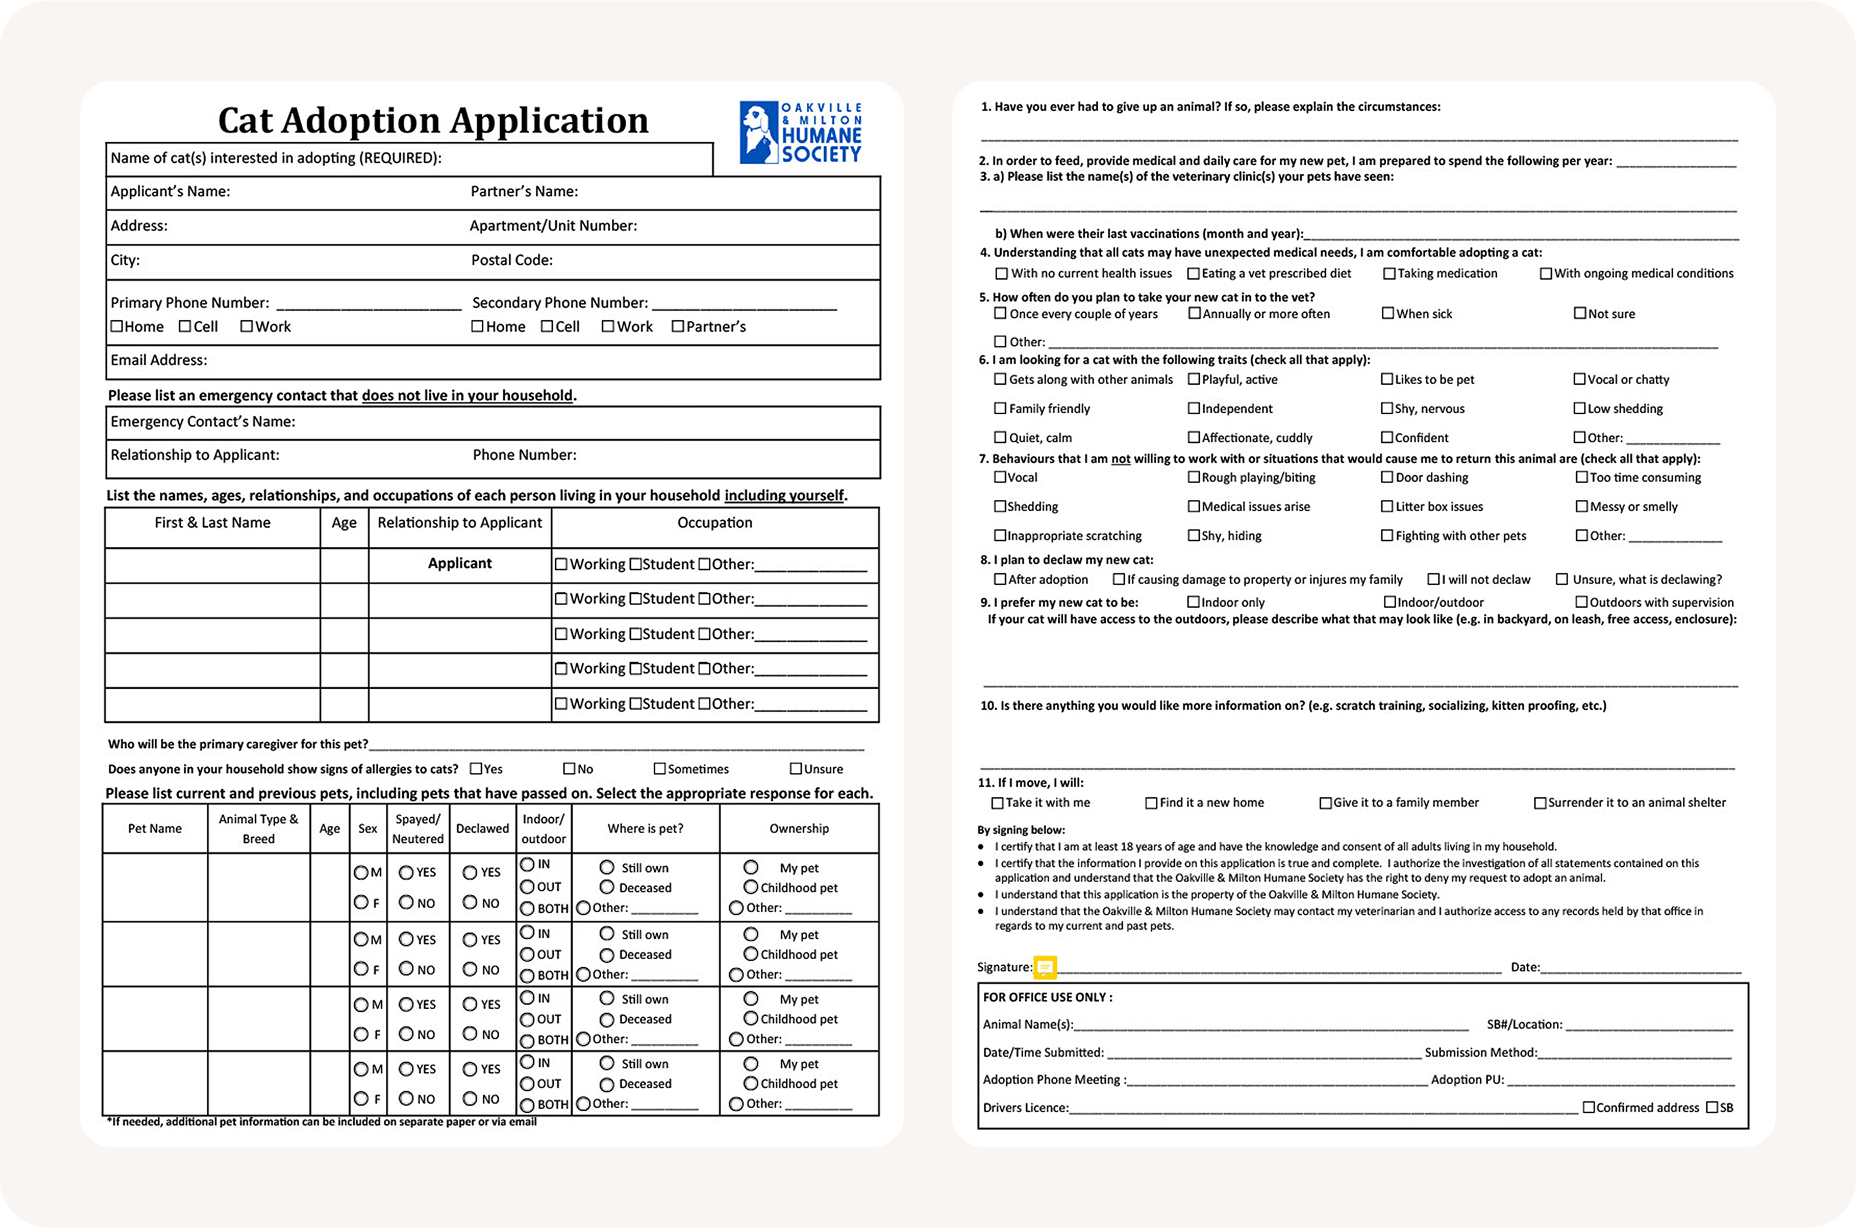 Cat Adoption Application
OAKVILLE
& MILTON
HUMANE
SOCIETY
Name of cat(s) interested in adopting (REQUIRED):
Applicant's Name: Partner's Name:
Address: Apartment/Unit Number:
City: Postal Code:
Primary Phone Number: ______________________ Secondary Phone Number: ______________________
☐Home ☐Cell ☐Work ☐Home ☐Cell ☐Work ☐Partner's
Email Address:
Please list an emergency contact that does not live in your household.
Emergency Contact's Name:
Relationship to Applicant: Phone Number:
List the names, ages, relationships, and occupations of each person living in your household including yourself.
First & Last Name Age Relationship to Applicant Occupation
Applicant ☐Working ☐Student ☐Other:______________
☐Working ☐Student ☐Other:______________
☐Working ☐Student ☐Other:______________
☐Working ☐Student ☐Other:______________
☐Working ☐Student ☐Other:______________
Who will be the primary caregiver for this pet?______________
Does anyone in your household show signs of allergies to cats? ☐Yes ☐No ☐Sometimes ☐Unsure
Please list current and previous pets, including pets that have passed on. Select the appropriate response for each.
Pet Name Animal Type & Breed Age Sex Spayed/ Neutered Declawed Indoor/ outdoor Where is pet? Ownership
○M ○YES ○YES ○IN ○Still own ○My pet
○OUT ○Deceased ○Childhood pet
○F ○NO ○NO ○BOTH ○Other: __________ ○Other: __________
○M ○YES ○YES ○IN ○Still own ○My pet
○OUT ○Deceased ○Childhood pet
○F ○NO ○NO ○BOTH ○Other: __________ ○Other: __________
○M ○YES ○YES ○IN ○Still own ○My pet
○OUT ○Deceased ○Childhood pet
○F ○NO ○NO ○BOTH ○Other: __________ ○Other: __________
○M ○YES ○YES ○IN ○Still own ○My pet
○OUT ○Deceased ○Childhood pet
○F ○NO ○NO ○BOTH ○Other: __________ ○Other: __________
*If needed, additional pet information can be included on separate paper or via email
1. Have you ever had to give up an animal? If so, please explain the circumstances:
2. In order to feed, provide medical and daily care for my new pet, I am prepared to spend the following per year: ______________
3. a) Please list the name(s) of the veterinary clinic(s) your pets have seen:
b) When were their last vaccinations (month and year):______________
4. Understanding that all cats may have unexpected medical needs, I am comfortable adopting a cat:
☐ With no current health issues ☐Eating a vet prescribed diet ☐Taking medication ☐With ongoing medical conditions
5. How often do you plan to take your new cat in to the vet?
☐ Once every couple of years ☐Annually or more often ☐When sick ☐Not sure
☐ Other: ______________
6. I am looking for a cat with the following traits (check all that apply):
☐ Gets along with other animals ☐Playful, active ☐Likes to be pet ☐Vocal or chatty
☐ Family friendly ☐Independent ☐Shy, nervous ☐Low shedding
☐ Quiet, calm ☐Affectionate, cuddly ☐Confident ☐Other: ______________
7. Behaviours that I am not willing to work with or situations that would cause me to return this animal are (check all that apply):
☐Vocal ☐Rough playing/biting ☐Door dashing ☐Too time consuming
☐Shedding ☐Medical issues arise ☐Litter box issues ☐Messy or smelly
☐Inappropriate scratching ☐Shy, hiding ☐Fighting with other pets ☐Other: ______________
8. I plan to declaw my new cat:
☐After adoption ☐If causing damage to property or injures my family ☐I will not declaw ☐ Unsure, what is declawing?
9. I prefer my new cat to be: ☐Indoor only ☐Indoor/outdoor ☐Outdoors with supervision
If your cat will have access to the outdoors, please describe what that may look like (e.g. in backyard, on leash, free access, enclosure):
10. Is there anything you would like more information on? (e.g. scratch training, socializing, kitten proofing, etc.)
11. If I move, I will:
☐Take it with me ☐Find it a new home ☐Give it to a family member ☐Surrender it to an animal shelter
By signing below:
• I certify that I am at least 18 years of age and have the knowledge and consent of all adults living in my household.
• I certify that the information I provide on this application is true and complete. I authorize the investigation of all statements contained on this
application and understand that the Oakville & Milton Humane Society has the right to deny my request to adopt an animal.
• I understand that this application is the property of the Oakville & Milton Humane Society.
• I understand that the Oakville & Milton Humane Society may contact my veterinarian and I authorize access to any records held by that office in
regards to my current and past pets.
Signature:______________ Date:______________
FOR OFFICE USE ONLY :
Animal Name(s):______________ SB#/Location: ______________
Date/Time Submitted: ______________ Submission Method:______________
Adoption Phone Meeting :______________ Adoption PU: ______________
Drivers Licence:______________ ☐Confirmed address ☐SB